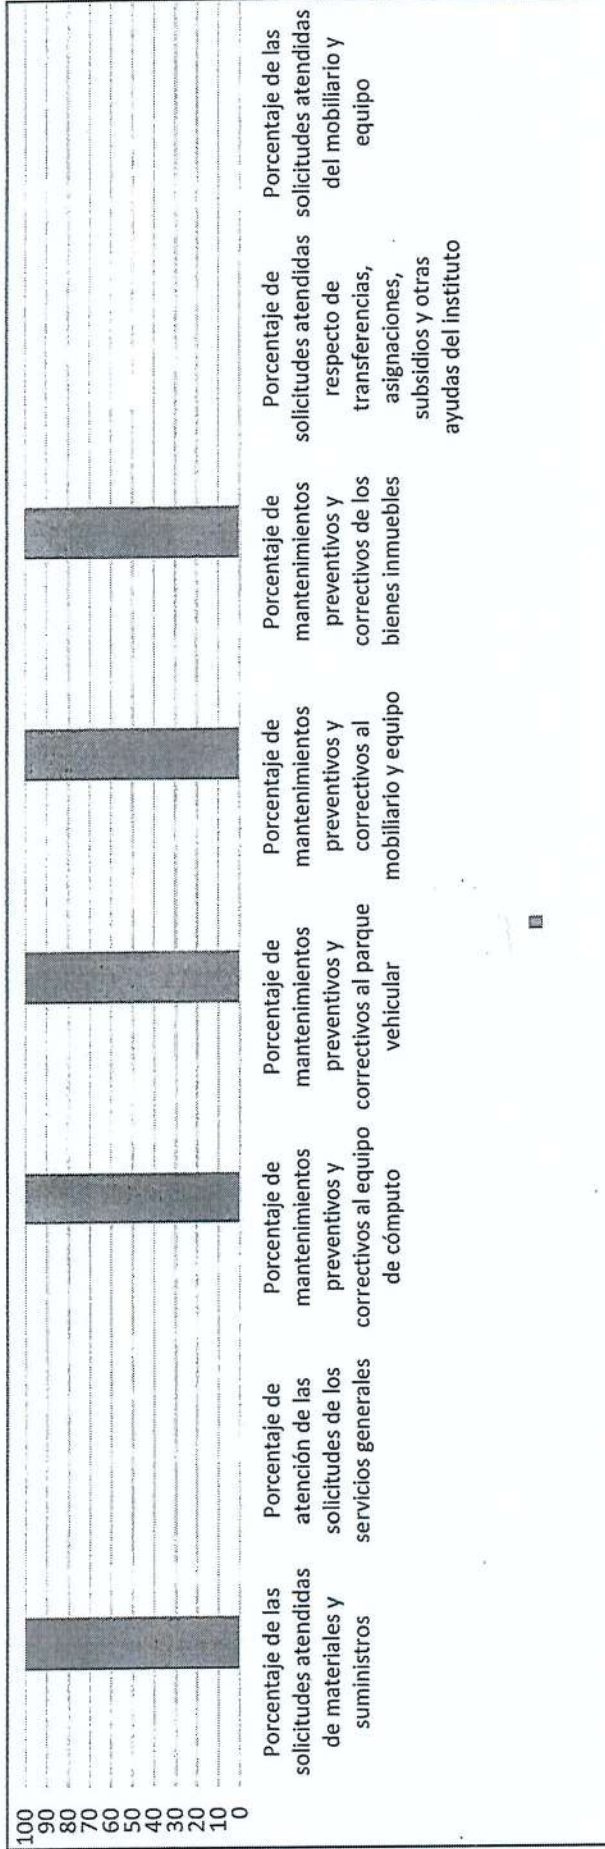 100
90
80
70
60
50
40
30
20
10
0
Porcentaje de las
solicitudes atendidas
de materiales y
suministros
Porcentaje de
atención de las
solicitudes de los
servicios generales
Porcentaje de
mantenimientos
preventivos y
correctivos al equipo
de cómputo
Porcentaje de
mantenimientos
preventivos y
correctivos al parque
vehicular
Porcentaje de
mantenimientos
preventivos y
correctivos al
mobiliario y equipo
Porcentaje de
mantenimientos
preventivos y
correctivos de los
bienes inmuebles
Porcentaje de
solicitudes atendidas
respecto de
transferencias,
asignaciones,
subsidios y otras
ayudas del instituto
Porcentaje de las
solicitudes atendidas
del mobiliario y
equipo